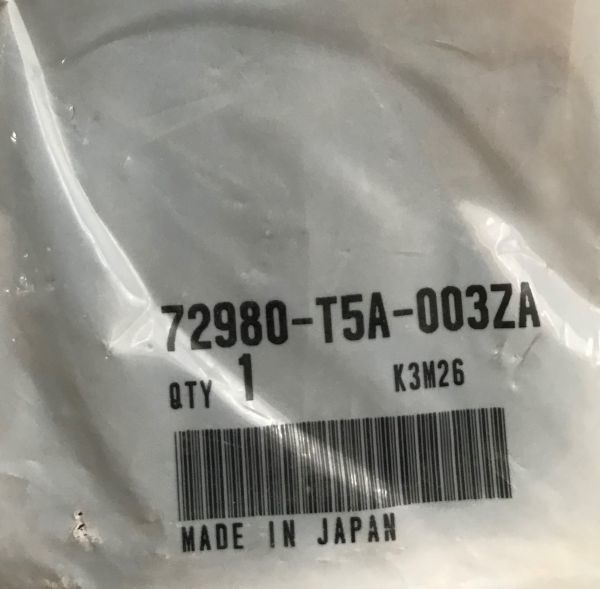 72980-T5A-003ZA
QTY 1 K3M26
MADE IN JAPAN